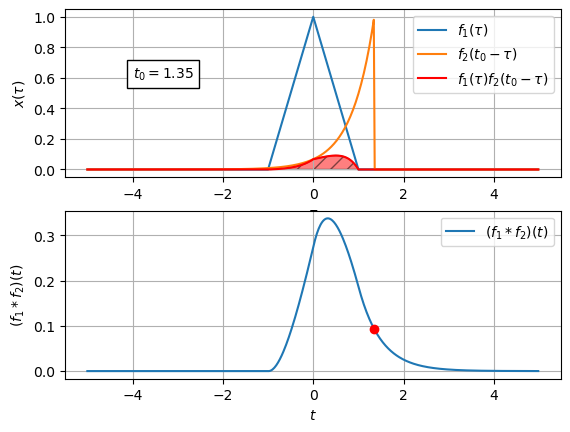 1.0
0.8
0.6
0.4
0.2
0.0
x(τ)
t₀ = 1.35
f₁(τ)
f₂(t₀ − τ)
f₁(τ)f₂(t₀ − τ)
−4 −2 0 2 4
0.3
0.2
0.1
0.0
(f₁ * f₂)(t)
(f₁ * f₂)(t)
−4 −2 0 2 4
t